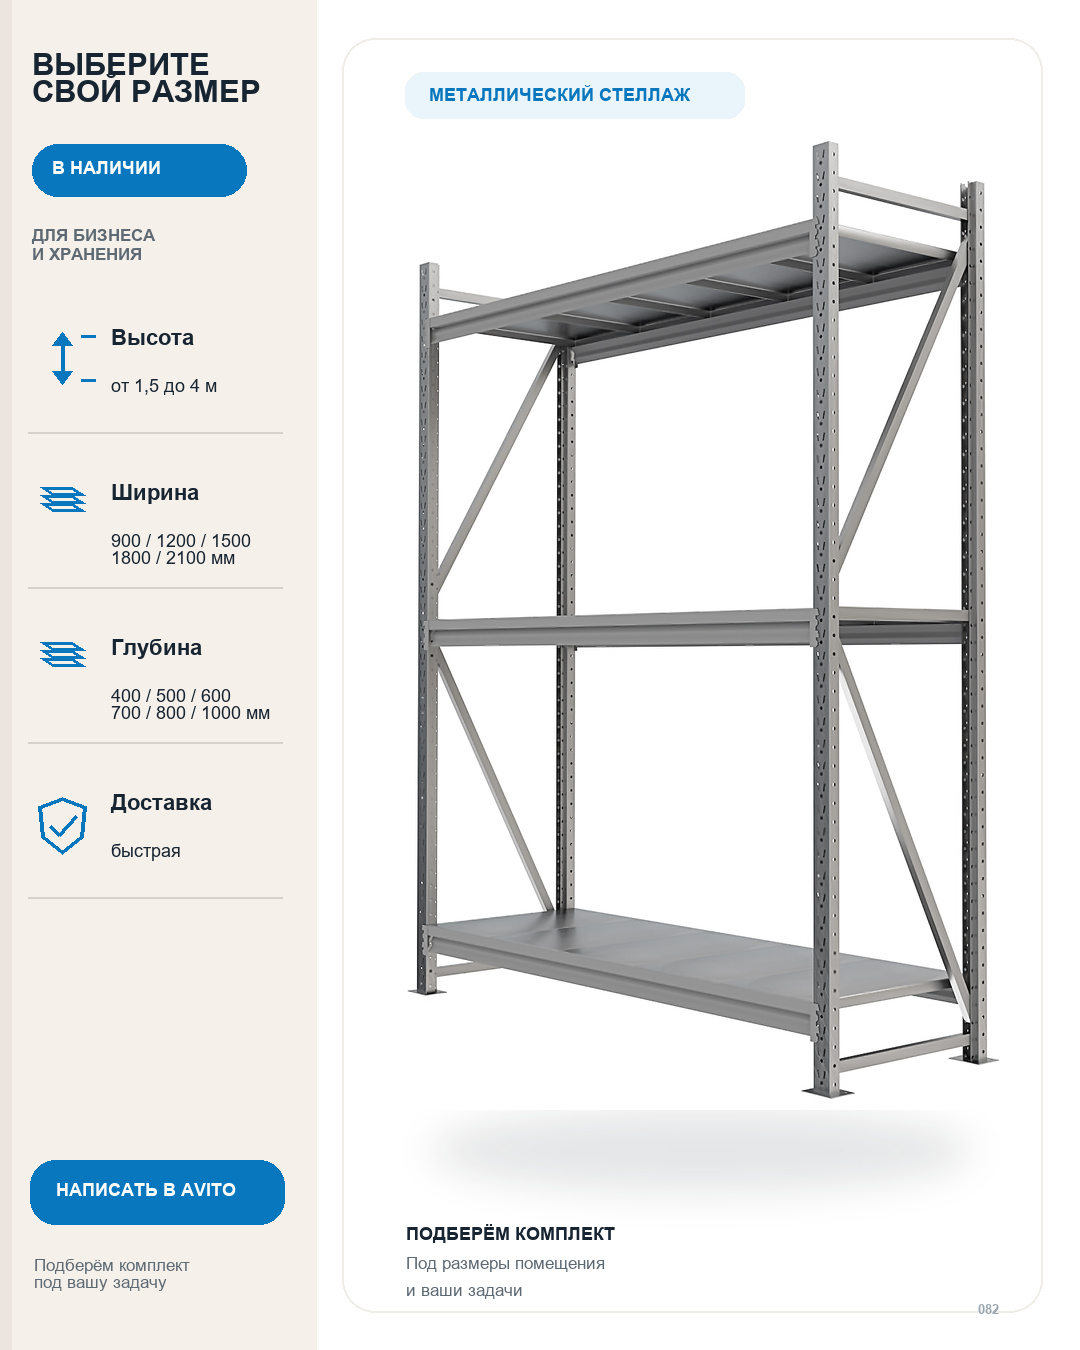 ВЫБЕРИТЕ
СВОЙ РАЗМЕР
В НАЛИЧИИ
ДЛЯ БИЗНЕСА
И ХРАНЕНИЯ
Высота
от 1,5 до 4 м
Ширина
900 / 1200 / 1500
1800 / 2100 мм
Глубина
400 / 500 / 600
700 / 800 / 1000 мм
Доставка
быстрая
НАПИСАТЬ В AVITO
Подберём комплект
под вашу задачу
МЕТАЛЛИЧЕСКИЙ СТЕЛЛАЖ
ПОДБЕРЁМ КОМПЛЕКТ
Под размеры помещения
и ваши задачи
082